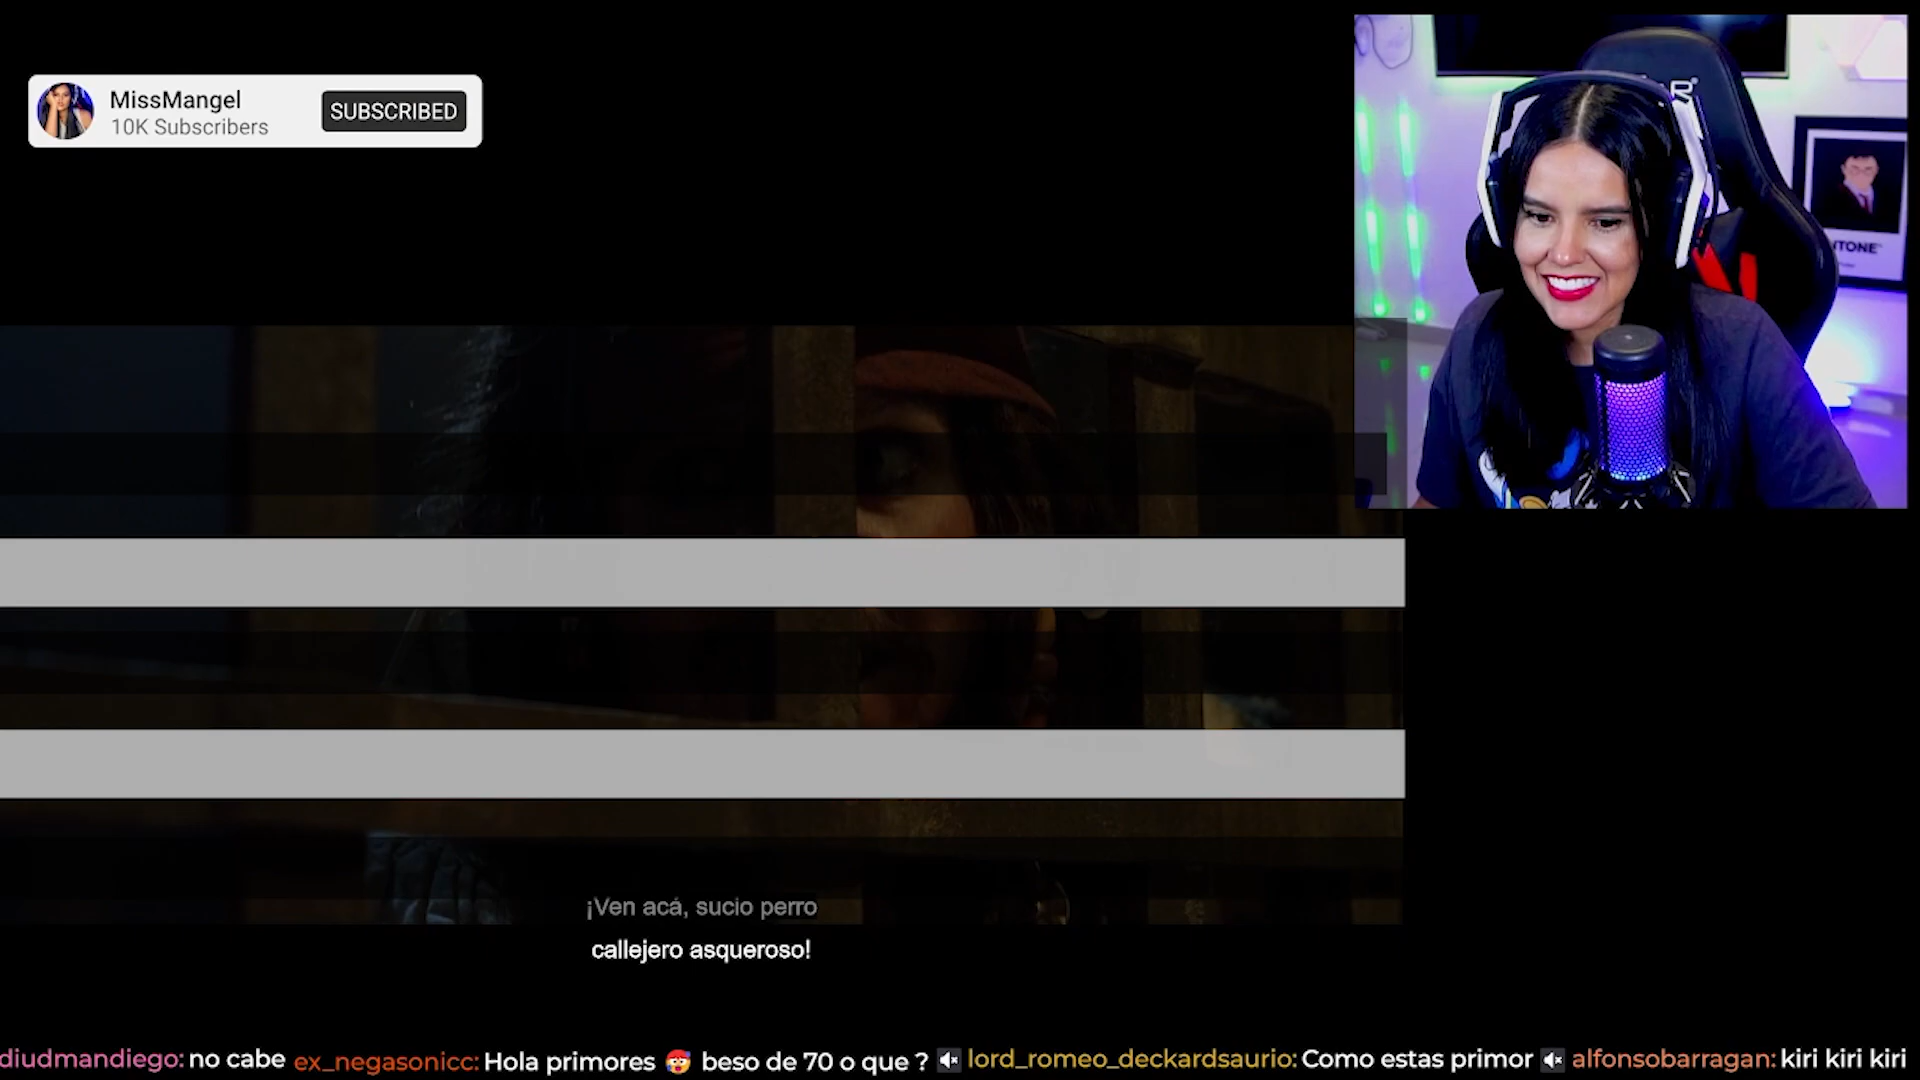 MissMangel
10K Subscribers
SUBSCRIBED
¡Ven acá, sucio perro
callejero asqueroso!
diudmandiego: no cabe ex_negasonicc: Hola primores beso de 70 o que ? lord_romeo_deckardsaurio: Como estas primor alfonsobarragan: kiri kiri kiri